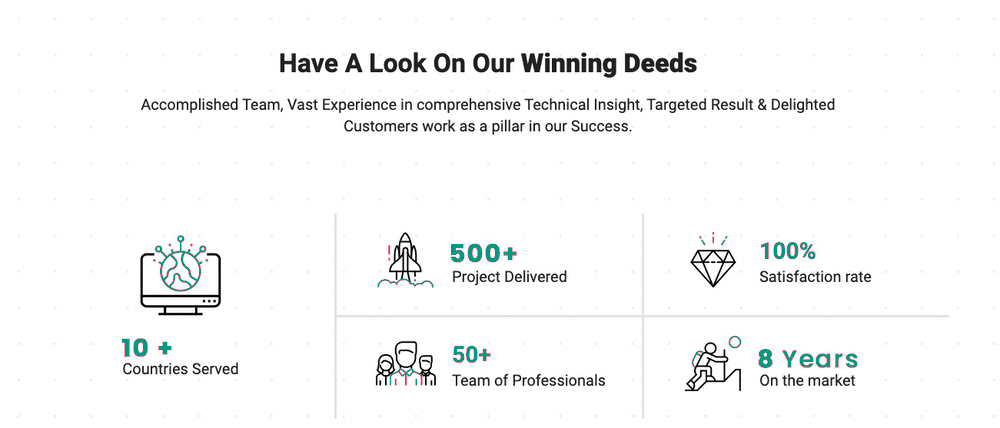 Have A Look On Our Winning Deeds
Accomplished Team, Vast Experience in comprehensive Technical Insight, Targeted Result & Delighted
Customers work as a pillar in our Success.
10 +
Countries Served
500+
Project Delivered
100%
Satisfaction rate
50+
Team of Professionals
8 Years
On the market